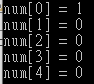 num[0] = 1
num[1] = 0
num[2] = 0
num[3] = 0
num[4] = 0